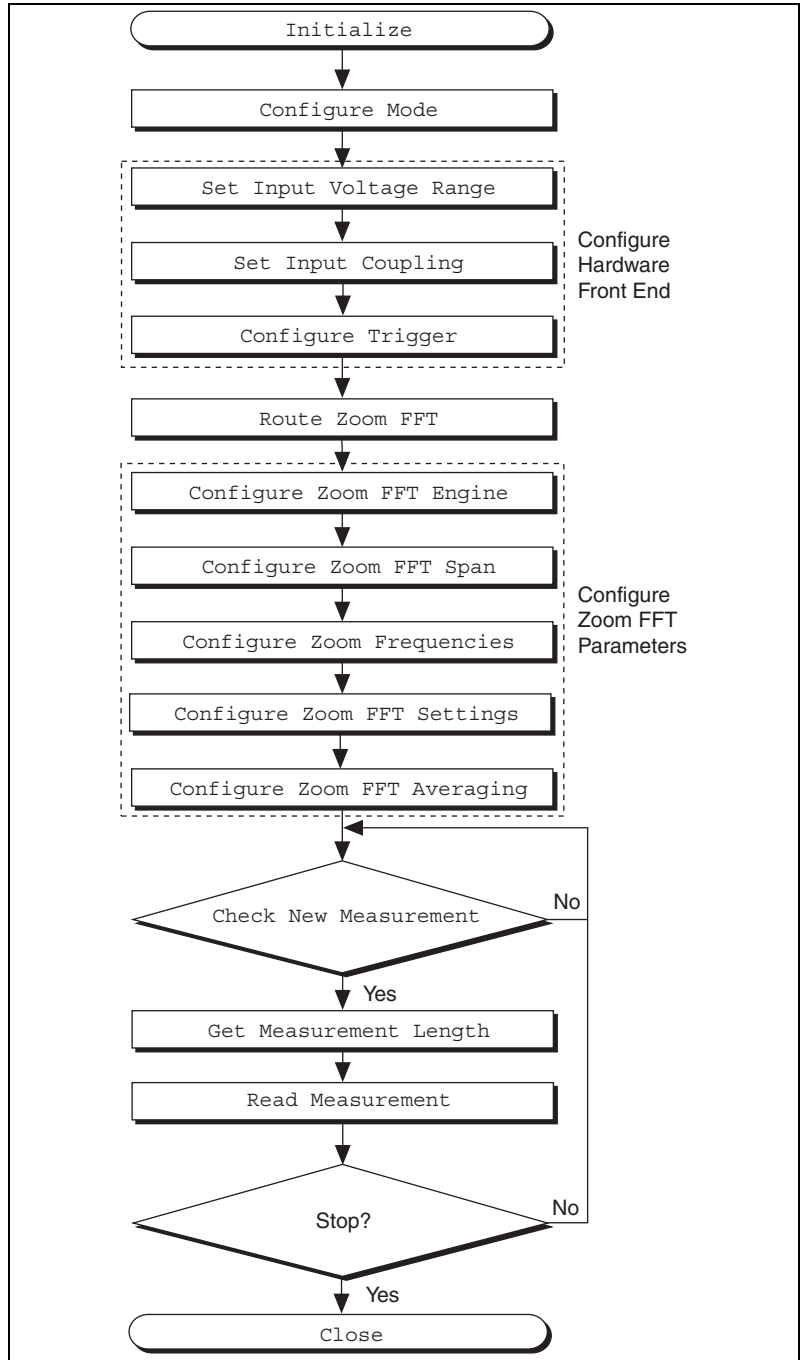 Initialize
Configure Mode
Set Input Voltage Range
Set Input Coupling
Configure Trigger
Configure
Hardware
Front End
Route Zoom FFT
Configure Zoom FFT Engine
Configure Zoom FFT Span
Configure Zoom Frequencies
Configure Zoom FFT Settings
Configure Zoom FFT Averaging
Configure
Zoom FFT
Parameters
Check New Measurement
No
Yes
Get Measurement Length
Read Measurement
Stop?
No
Yes
Close